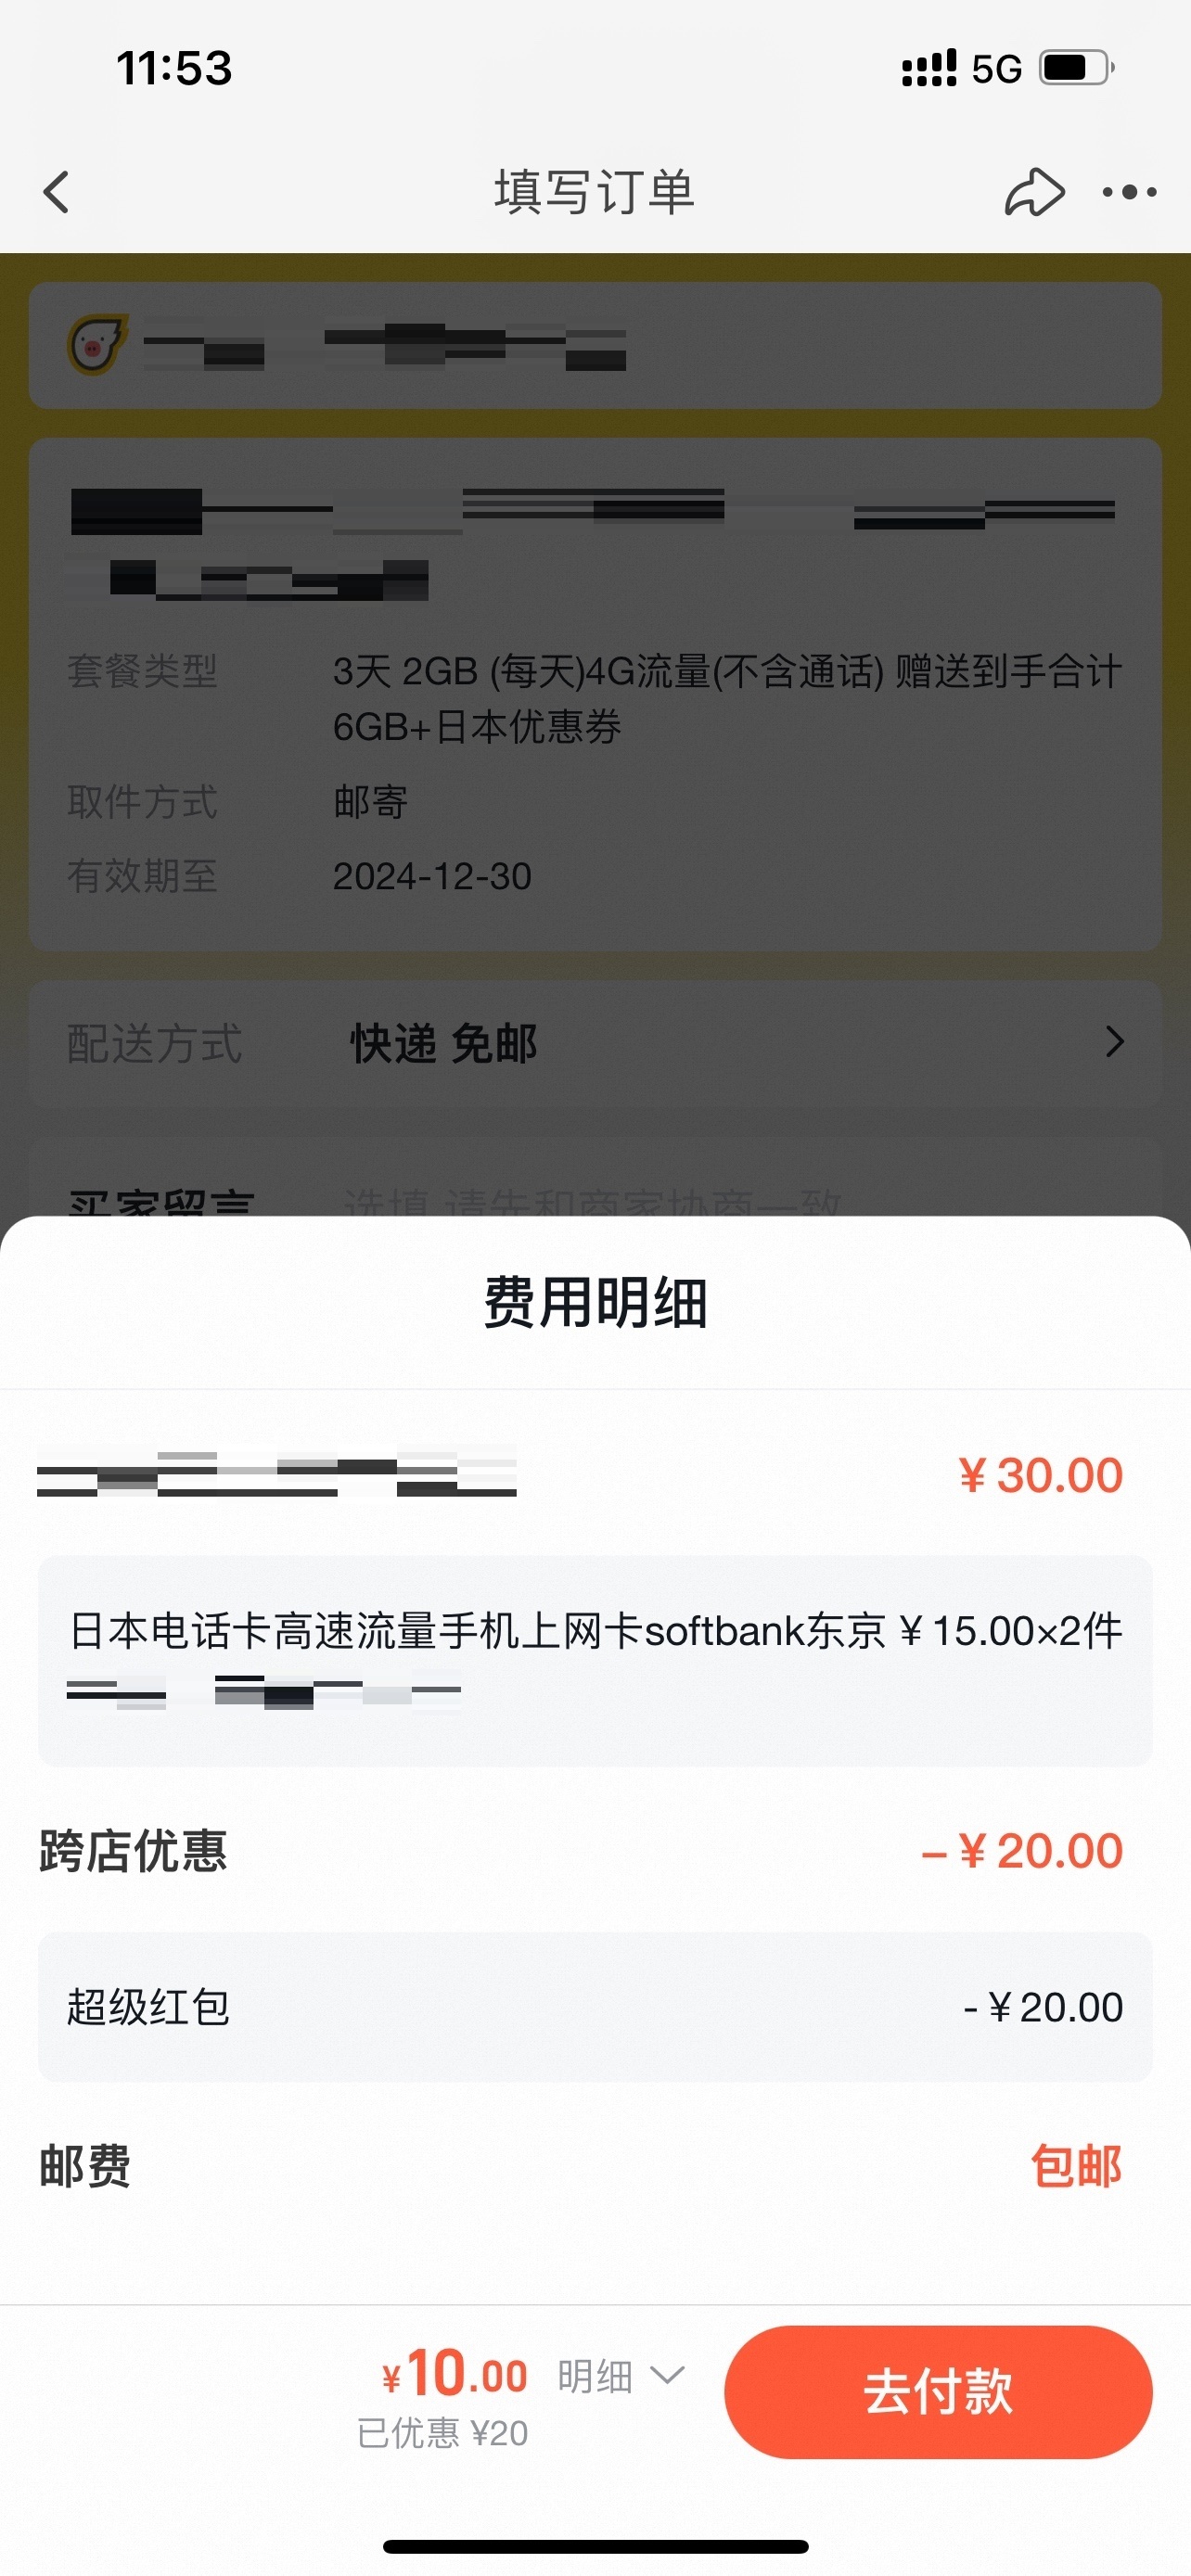 11:53
5G
填写订单
套餐类型 3天 2GB (每天)4G流量(不含通话) 赠送到手合计
6GB+日本优惠券
取件方式 邮寄
有效期至 2024-12-30
配送方式 快递 免邮
买家留言 选填 请先和商家协商一致
费用明细
¥30.00
日本电话卡高速流量手机上网卡softbank东京 ¥15.00×2件
跨店优惠 –¥20.00
超级红包 -¥20.00
邮费 包邮
¥10.00 明细
已优惠 ¥20
去付款